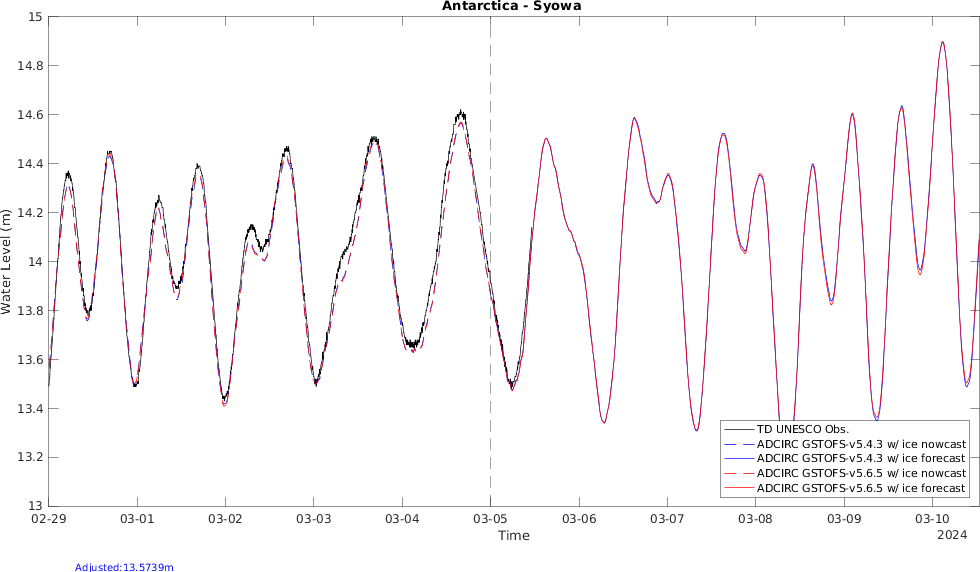 Antarctica - Syowa
15
14.8
14.6
14.4
14.2
14
13.8
13.6
13.4
13.2
13
Water Level (m)
TD UNESCO Obs.
ADCIRC GSTOFS-v5.4.3 w/ ice nowcast
ADCIRC GSTOFS-v5.4.3 w/ ice forecast
ADCIRC GSTOFS-v5.6.5 w/ ice nowcast
ADCIRC GSTOFS-v5.6.5 w/ ice forecast
02-29 03-01 03-02 03-03 03-04 03-05 03-06 03-07 03-08 03-09 03-10
Time
2024
Adjusted:13.5739m